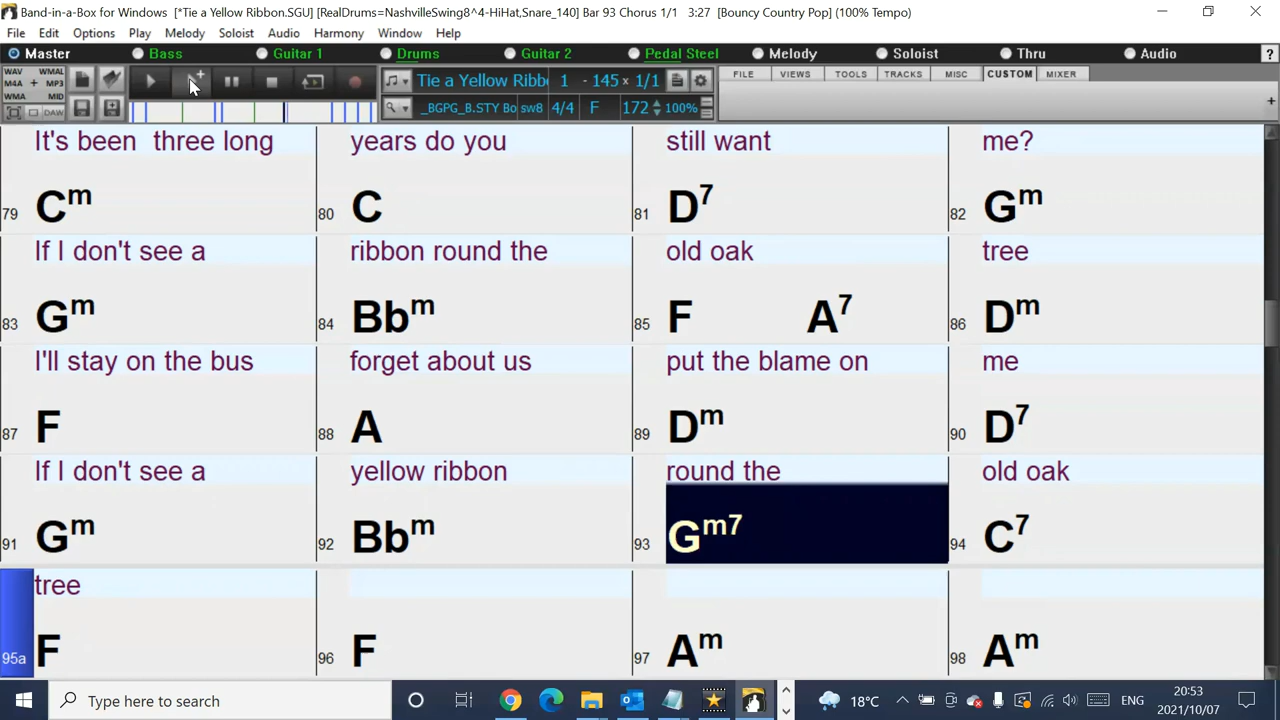 Band-in-a-Box for Windows [*Tie a Yellow Ribbon.SGU] [RealDrums=NashvilleSwing8^4-HiHat,Snare_140] Bar 93 Chorus 1/1 3:27 [Bouncy Country Pop] (100% Tempo)
File Edit Options Play Melody Soloist Audio Harmony Window Help
Master Bass Guitar 1 Drums Guitar 2 Pedal Steel Melody Soloist Thru Audio ?
WAV WMAL
M4A + MP3
WMA MID
DAW
Tie a Yellow Ribbo 1 - 145 x 1/1
_BGPG_B.STY Bo sw8 4/4 F 172 100%
FILE VIEWS TOOLS TRACKS MISC CUSTOM MIXER
+
It's been three long years do you still want me?
79 Cm 80 C 81 D7 82 Gm
If I don't see a ribbon round the old oak tree
83 Gm 84 Bbm 85 F A7 86 Dm
I'll stay on the bus forget about us put the blame on me
87 F 88 A 89 Dm 90 D7
If I don't see a yellow ribbon round the old oak
91 Gm 92 Bbm 93 Gm7 94 C7
tree
95a F 96 F 97 Am 98 Am
Type here to search 18°C ENG 20:53
2021/10/07